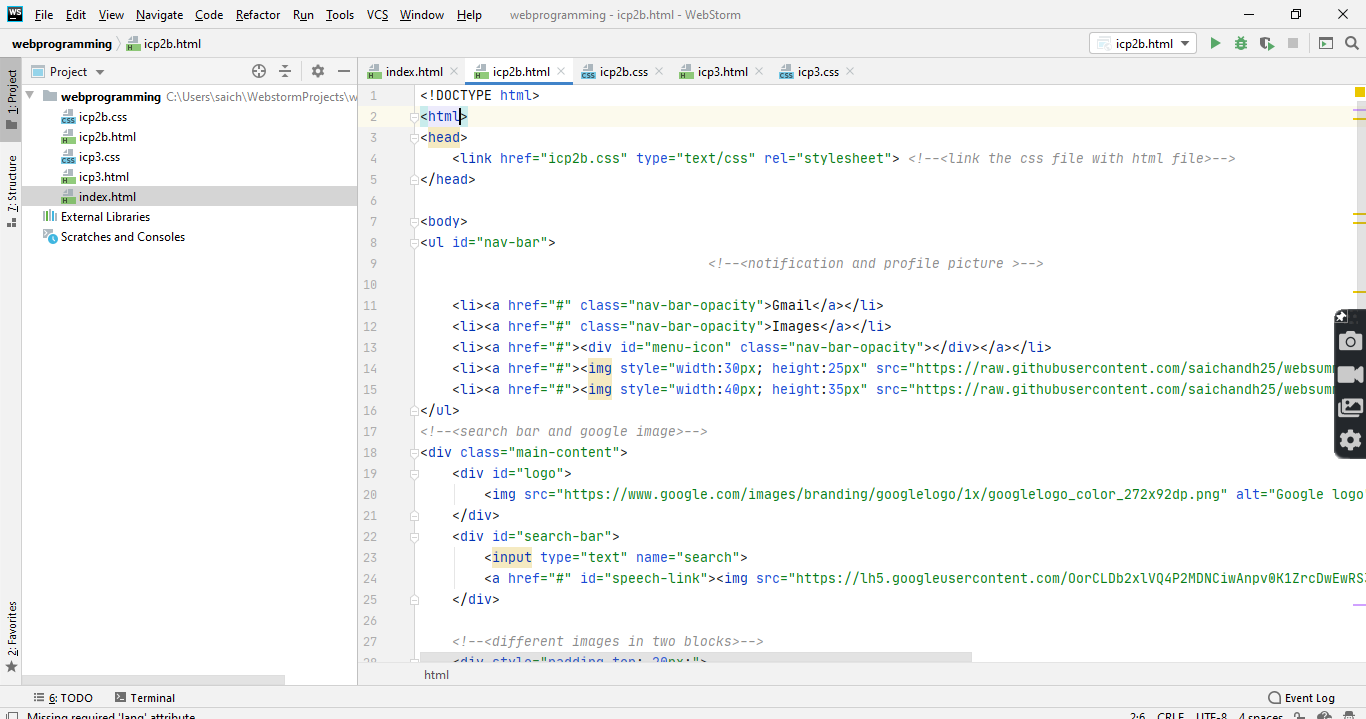 WS File Edit View Navigate Code Refactor Run Tools VCS Window Help webprogramming - icp2b.html - WebStorm
webprogramming icp2b.html icp2b.html
1: Project
7: Structure
2: Favorites
Project
webprogramming C:\Users\saich\WebstormProjects\w
icp2b.css
icp2b.html
icp3.css
icp3.html
index.html
External Libraries
Scratches and Consoles
index.html icp2b.html icp2b.css icp3.html icp3.css
1 <!DOCTYPE html>
2 <html>
3 <head>
4 <link href="icp2b.css" type="text/css" rel="stylesheet"> <!--<link the css file with html file>-->
5 </head>
6
7 <body>
8 <ul id="nav-bar">
9 <!--<notification and profile picture >-->
10
11 <li><a href="#" class="nav-bar-opacity">Gmail</a></li>
12 <li><a href="#" class="nav-bar-opacity">Images</a></li>
13 <li><a href="#"><div id="menu-icon" class="nav-bar-opacity"></div></a></li>
14 <li><a href="#"><img style="width:30px; height:25px" src="https://raw.githubusercontent.com/saichandh25/websumm
15 <li><a href="#"><img style="width:40px; height:35px" src="https://raw.githubusercontent.com/saichandh25/websumm
16 </ul>
17 <!--<search bar and google image>-->
18 <div class="main-content">
19 <div id="logo">
20 <img src="https://www.google.com/images/branding/googlelogo/1x/googlelogo_color_272x92dp.png" alt="Google logo
21 </div>
22 <div id="search-bar">
23 <input type="text" name="search">
24 <a href="#" id="speech-link"><img src="https://lh5.googleusercontent.com/OorCLDb2xlVQ4P2MDNCiwAnpv0K1ZrcDwEwRS
25 </div>
26
27 <!--<different images in two blocks>-->
28 <div style="padding-top: 20px;">
html
6: TODO Terminal Event Log
Missing required 'lang' attribute 2:6 CRLF UTF-8 4 spaces